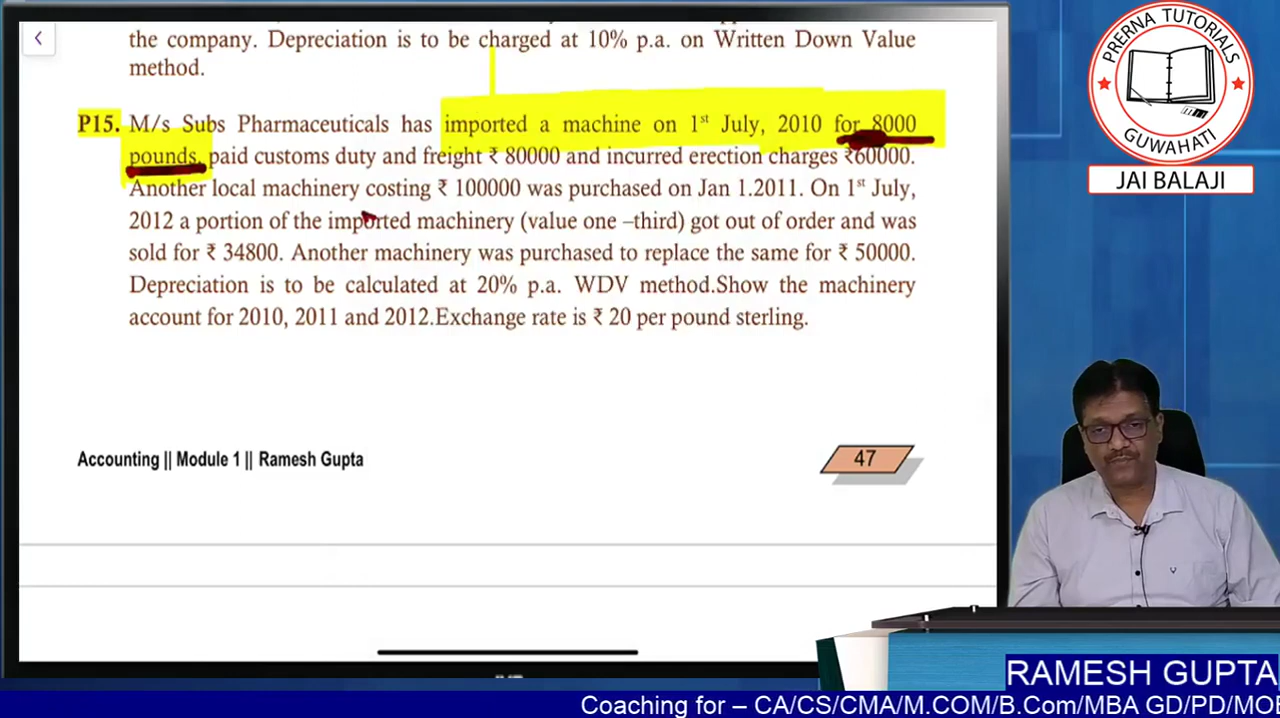 the company. Depreciation is to be charged at 10% p.a. on Written Down Value
method.
P15. M/s Subs Pharmaceuticals has imported a machine on 1st July, 2010 for 8000
pounds, paid customs duty and freight ₹ 80000 and incurred erection charges ₹60000.
Another local machinery costing ₹ 100000 was purchased on Jan 1.2011. On 1st July,
2012 a portion of the imported machinery (value one –third) got out of order and was
sold for ₹ 34800. Another machinery was purchased to replace the same for ₹ 50000.
Depreciation is to be calculated at 20% p.a. WDV method.Show the machinery
account for 2010, 2011 and 2012.Exchange rate is ₹ 20 per pound sterling.
Accounting || Module 1 || Ramesh Gupta
47
PRERNA TUTORIALS
GUWAHATI
JAI BALAJI
RAMESH GUPTA
Coaching for – CA/CS/CMA/M.COM/B.Com/MBA GD/PD/MO